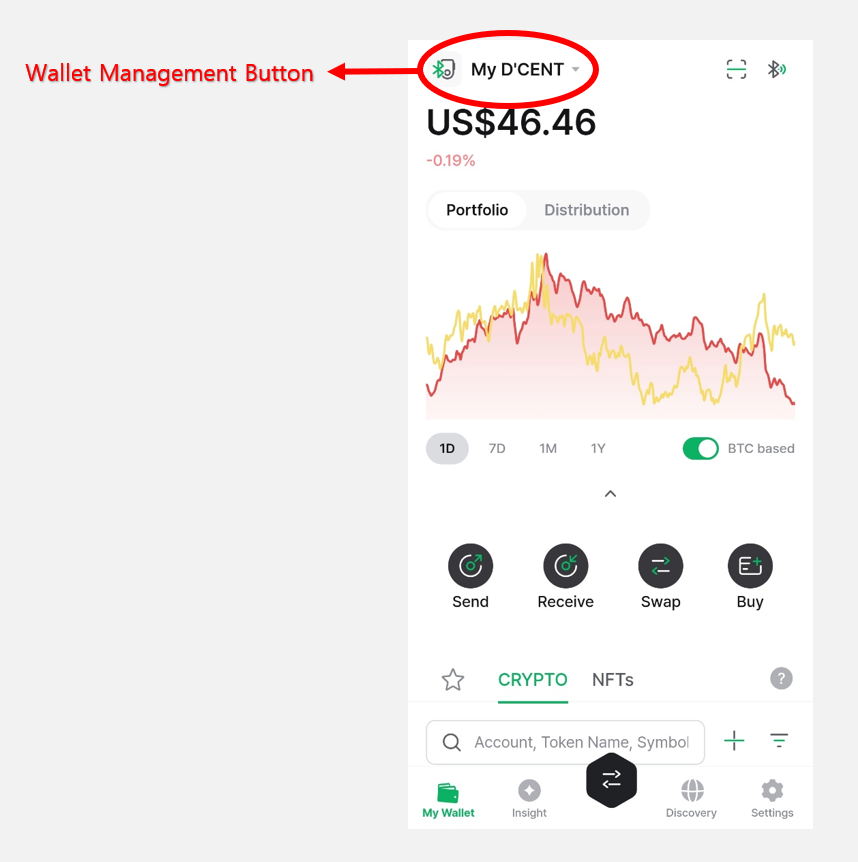 Wallet Management Button
My D'CENT
US$46.46
-0.19%
Portfolio Distribution
1D 7D 1M 1Y BTC based
Send Receive Swap Buy
CRYPTO NFTs ?
Account, Token Name, Symbol
My Wallet Insight Discovery Settings